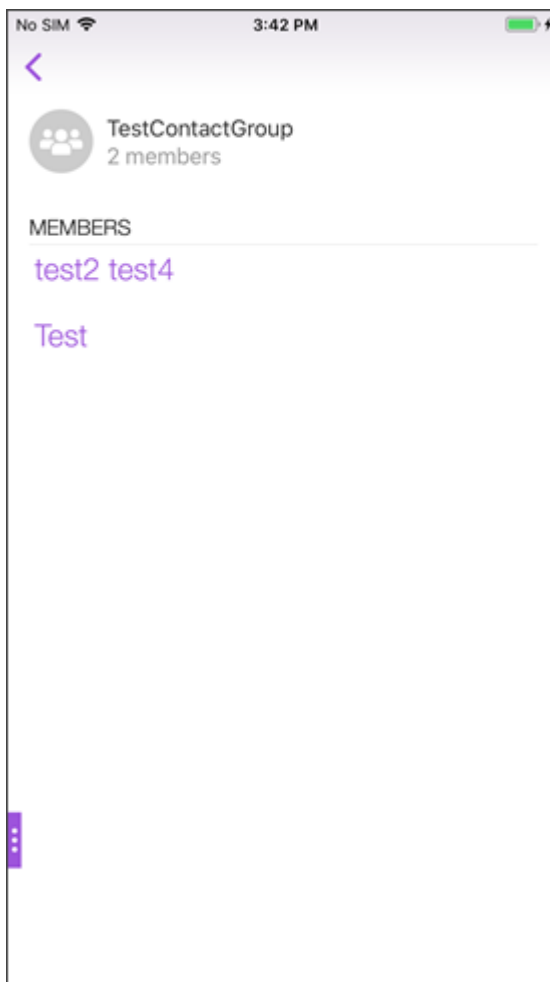 No SIM 3:42 PM
TestContactGroup
2 members
MEMBERS
test2 test4
Test